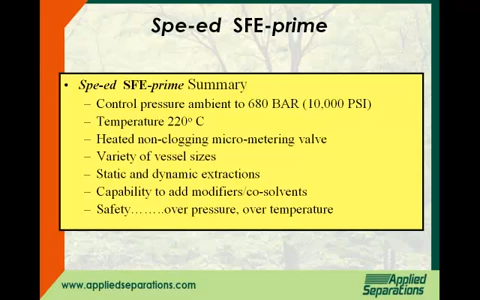 Spe-ed SFE-prime
• Spe-ed SFE-prime Summary
– Control pressure ambient to 680 BAR (10,000 PSI)
– Temperature 220º C
– Heated non-clogging micro-metering valve
– Variety of vessel sizes
– Static and dynamic extractions
– Capability to add modifiers/co-solvents
– Safety……..over pressure, over temperature
www.appliedseparations.com
Applied
Separations